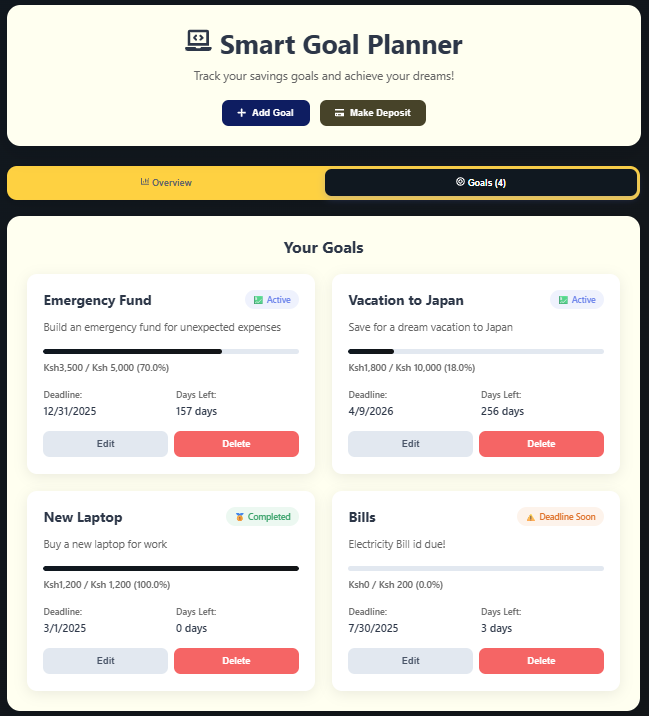 Smart Goal Planner
Track your savings goals and achieve your dreams!
Add Goal
Make Deposit
Overview
Goals (4)
Your Goals
Emergency Fund
Active
Build an emergency fund for unexpected expenses
Ksh3,500 / Ksh 5,000 (70.0%)
Deadline:
Days Left:
12/31/2025
157 days
Edit
Delete
Vacation to Japan
Active
Save for a dream vacation to Japan
Ksh1,800 / Ksh 10,000 (18.0%)
Deadline:
Days Left:
4/9/2026
256 days
Edit
Delete
New Laptop
Completed
Buy a new laptop for work
Ksh1,200 / Ksh 1,200 (100.0%)
Deadline:
Days Left:
3/1/2025
0 days
Edit
Delete
Bills
Deadline Soon
Electricity Bill id due!
Ksh0 / Ksh 200 (0.0%)
Deadline:
Days Left:
7/30/2025
3 days
Edit
Delete